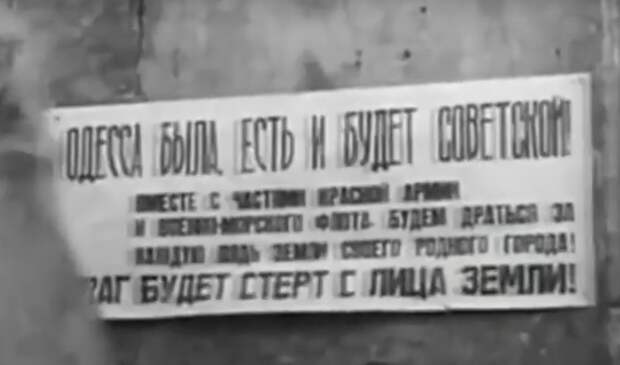 ОДЕССА БЫЛА, ЕСТЬ И БУДЕТ СОВЕТСКОЙ!
ВМЕСТЕ С ЧАСТЯМИ КРАСНОЙ АРМИИ
И ВОЕННО-МОРСКОГО ФЛОТА БУДЕМ ДРАТЬСЯ ЗА
КАЖДУЮ ПЯДЬ ЗЕМЛИ СВОЕГО РОДНОГО ГОРОДА!
РАГ БУДЕТ СТЕРТ С ЛИЦА ЗЕМЛИ!